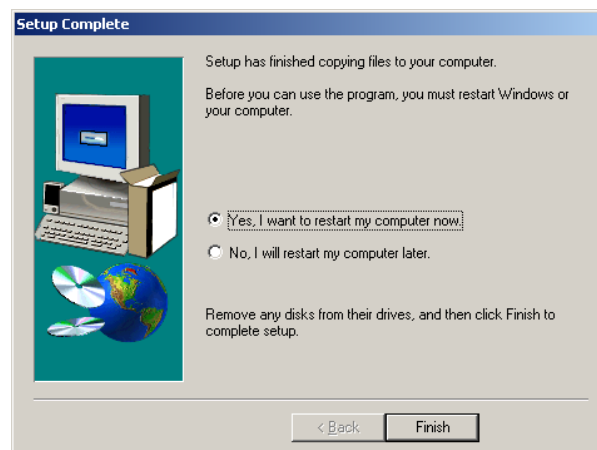 Setup Complete
Setup has finished copying files to your computer.
Before you can use the program, you must restart Windows or
your computer.
Yes, I want to restart my computer now.
No, I will restart my computer later.
Remove any disks from their drives, and then click Finish to
complete setup.
< Back
Finish